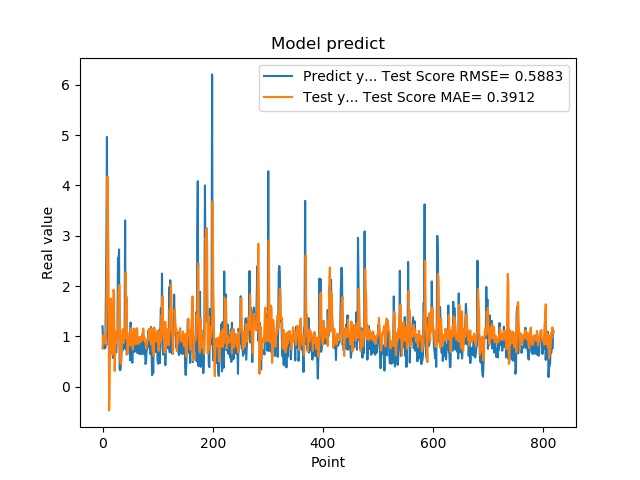 Model predict
Predict y... Test Score RMSE= 0.5883
Test y... Test Score MAE= 0.3912
6
5
4
3
2
1
0
Real value
0 200 400 600 800
Point